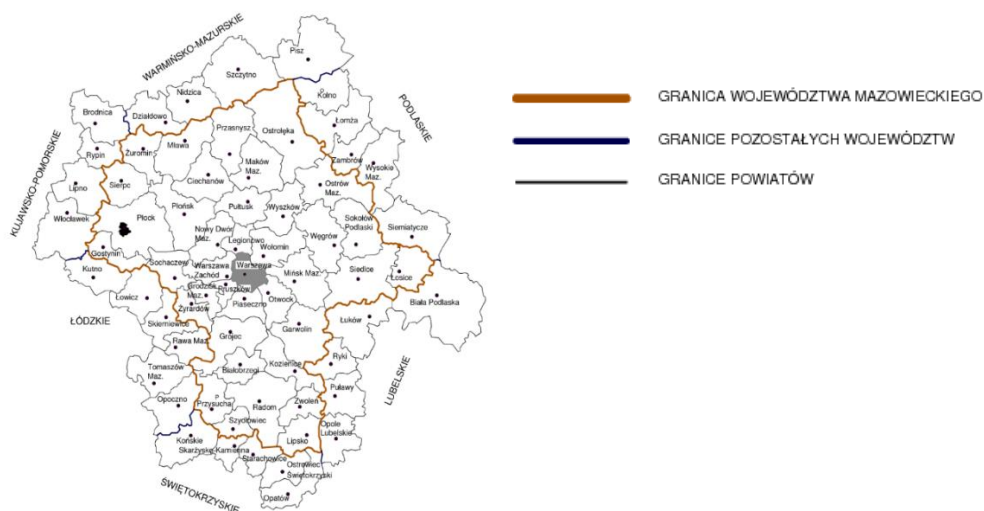 WARMIŃSKO-MAZURSKIE
PODLASKIE
KUJAWSKO-POMORSKIE
ŁÓDZKIE
LUBELSKIE
ŚWIĘTOKRZYSKIE
Pisz
Szczytno
Nidzica
Kolno
Brodnica
Działdowo
Łomża
Przasnysz
Ostrołęka
Mława
Żuromin
Rypin
Zambrów
Wysokie
Maz.
Maków
Maz.
Ciechanów
Sierpc
Lipno
Ostrów
Maz.
Włocławek
Płock
Płońsk
Pułtusk
Wyszków
Sokołów
Podlaski
Siemiatycze
Nowy Dwór
Maz.
Legionowo
Wołomin
Węgrów
Gostynin
Kutno
Sochaczew
Warszawa
Zachód
Warszawa
Mińsk Maz.
Siedlce
Łosice
Biała Podlaska
Grodzisk
Maz.
Pruszków
Piaseczno
Otwock
Łowicz
Żyrardów
Skierniewice
Garwolin
Łuków
Rawa Maz.
Grójec
Ryki
Tomaszów
Maz.
Białobrzegi
Kozienice
Puławy
Opoczno
P
Przysucha
Radom
Zwoleń
Szydłowiec
Lipsko
Opole
Lubelskie
Końskie
Skarżysko
Kamienna
Starachowice
Ostrowiec
Świętokrzyski
Opatów
GRANICA WOJEWÓDZTWA MAZOWIECKIEGO
GRANICE POZOSTAŁYCH WOJEWÓDZTW
GRANICE POWIATÓW